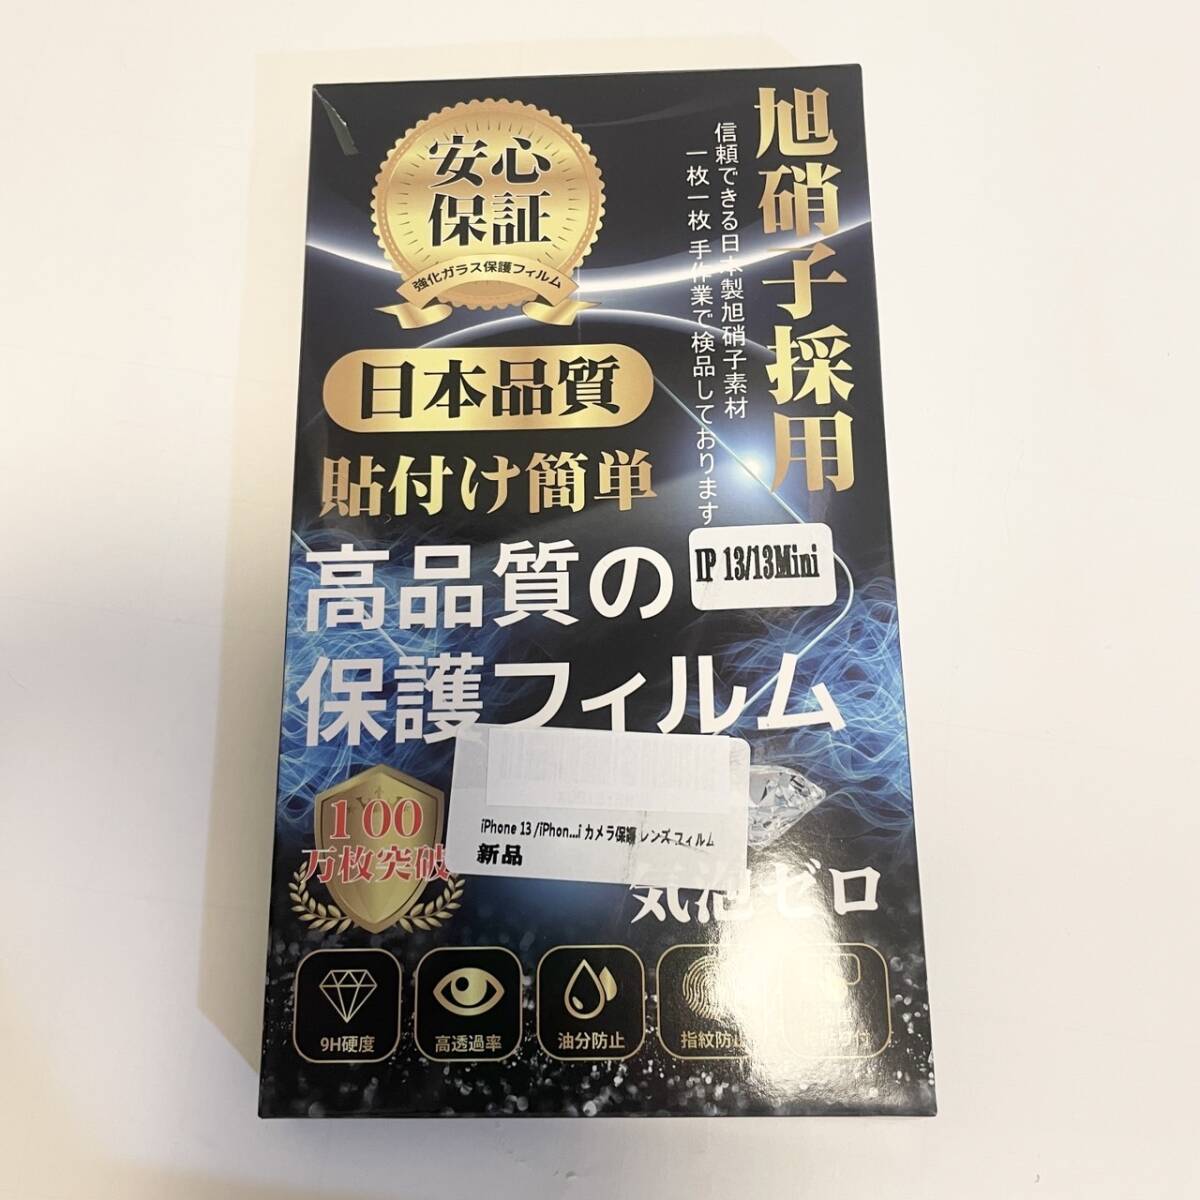 旭硝子採用
信頼できる日本製旭硝子素材
一枚一枚 手作業で検品しております
安心
保証
強化ガラス保護フィルム
日本品質
貼付け簡単
高品質の
IP 13/13Mini
保護フィルム
iPhone 13 /iPhon...i カメラ保護 レンズ フィルム
新品
100
万枚突破
気泡ゼロ
9H硬度
高透過率
油分防止
指紋防止